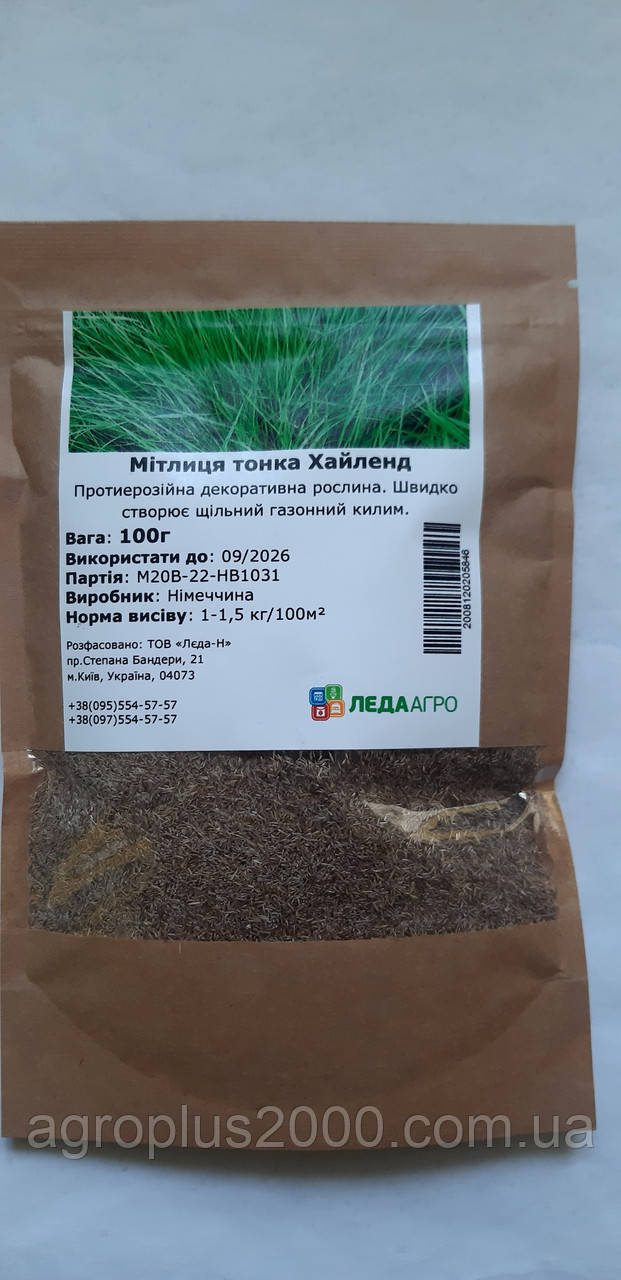 Мітлиця тонка Хайленд
Протиерозійна декоративна рослина. Швидко
створює щільний газонний килим.
Вага: 100г
Використати до: 09/2026
Партія: M20B-22-HB1031
Виробник: Німеччина
Норма висіву: 1-1,5 кг/100м²
2008120205846
Розфасовано: ТОВ «Лєда-Н»
пр.Степана Бандери, 21
м.Київ, Україна, 04073
+38(095)554-57-57
+38(097)554-57-57
ЛЕДААГРО
agroplus2000.com.ua